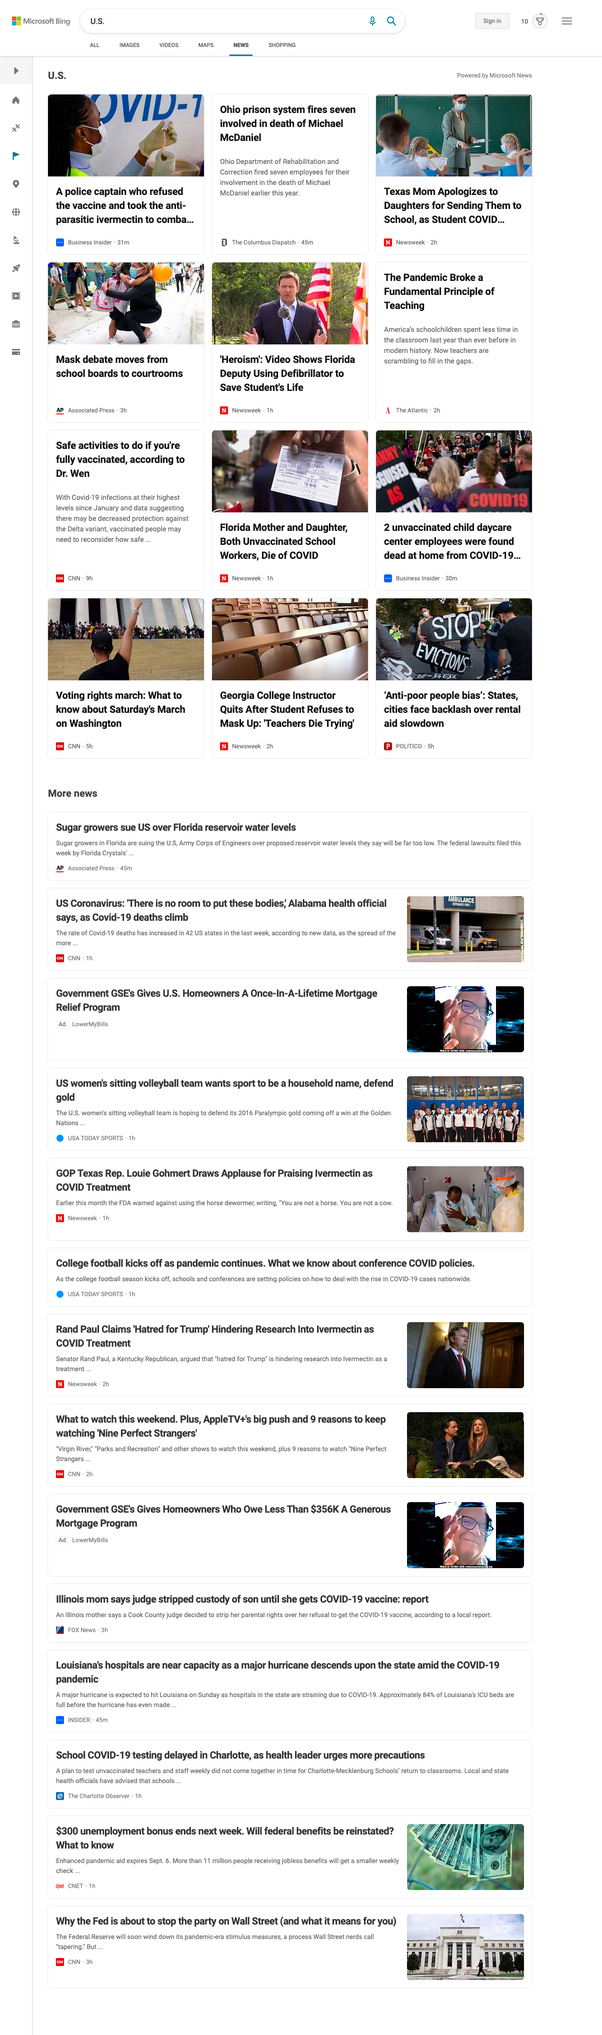 Microsoft Bing
U.S.
Sign in
10
ALL
IMAGES
VIDEOS
MAPS
NEWS
SHOPPING
U.S.
Powered by Microsoft News
OVID-1
A police captain who refused
the vaccine and took the anti-
parasitic ivermectin to comba...
Business Insider · 31m
Ohio prison system fires seven
involved in death of Michael
McDaniel
Ohio Department of Rehabilitation and
Correction fired seven employees for their
involvement in the death of Michael
McDaniel earlier this year.
The Columbus Dispatch · 45m
Texas Mom Apologizes to
Daughters for Sending Them to
School, as Student COVID...
Newsweek · 2h
Mask debate moves from
school boards to courtrooms
AP Associated Press · 3h
'Heroism': Video Shows Florida
Deputy Using Defibrillator to
Save Student's Life
N Newsweek · 1h
The Pandemic Broke a
Fundamental Principle of
Teaching
America's schoolchildren spent less time in
the classroom last year than ever before in
modern history. Now teachers are
scrambling to fill in the gaps.
The Atlantic · 2h
Safe activities to do if you're
fully vaccinated, according to
Dr. Wen
With Covid-19 infections at their highest
levels since January and data suggesting
there may be decreased protection against
the Delta variant, vaccinated people may
need to reconsider how safe ...
CNN · 9h
Florida Mother and Daughter,
Both Unvaccinated School
Workers, Die of COVID
N Newsweek · 1h
COVID19
2 unvaccinated child daycare
center employees were found
dead at home from COVID-19...
Business Insider · 30m
Voting rights march: What to
know about Saturday's March
on Washington
CNN · 5h
Georgia College Instructor
Quits After Student Refuses to
Mask Up: 'Teachers Die Trying'
N Newsweek · 2h
STOP
EVICTIONS
'Anti-poor people bias': States,
cities face backlash over rental
aid slowdown
P POLITICO · 5h
More news
Sugar growers sue US over Florida reservoir water levels
Sugar growers in Florida are suing the U.S, Army Corps of Engineers over proposed reservoir water levels they say will be far too low. The federal lawsuits filed this
week by Florida Crystals' ...
AP Associated Press · 45m
US Coronavirus: 'There is no room to put these bodies,' Alabama health official
says, as Covid-19 deaths climb
The rate of Covid-19 deaths has increased in 42 US states in the last week, according to new data, as the spread of the
more ...
CNN · 1h
AMBULANCE
Government GSE's Gives U.S. Homeowners A Once-In-A-Lifetime Mortgage
Relief Program
Ad LowerMyBills
US women's sitting volleyball team wants sport to be a household name, defend
gold
The U.S. women's sitting volleyball team is hoping to defend its 2016 Paralympic gold coming off a win at the Golden
Nations ...
USA TODAY SPORTS · 1h
GOP Texas Rep. Louie Gohmert Draws Applause for Praising Ivermectin as
COVID Treatment
Earlier this month the FDA warned against using the horse dewormer, writing, "You are not a horse. You are not a cow.
N Newsweek · 1h
College football kicks off as pandemic continues. What we know about conference COVID policies.
As the college football season kicks off, schools and conferences are setting policies on how to deal with the rise in COVID-19 cases nationwide.
USA TODAY SPORTS · 1h
Rand Paul Claims 'Hatred for Trump' Hindering Research Into Ivermectin as
COVID Treatment
Senator Rand Paul, a Kentucky Republican, argued that "hatred for Trump" is hindering research into Ivermectin as a
treatment ...
N Newsweek · 2h
What to watch this weekend. Plus, AppleTV+'s big push and 9 reasons to keep
watching 'Nine Perfect Strangers'
"Virgin River," "Parks and Recreation" and other shows to watch this weekend, plus 9 reasons to watch "Nine Perfect
Strangers ...
CNN · 2h
Government GSE's Gives Homeowners Who Owe Less Than $356K A Generous
Mortgage Program
Ad LowerMyBills
Illinois mom says judge stripped custody of son until she gets COVID-19 vaccine: report
An Illinois mother says a Cook County judge decided to strip her parental rights over her refusal to get the COVID-19 vaccine, according to a local report.
FOX News · 3h
Louisiana's hospitals are near capacity as a major hurricane descends upon the state amid the COVID-19
pandemic
A major hurricane is expected to hit Louisiana on Sunday as hospitals in the state are straining due to COVID-19. Approximately 84% of Louisiana's ICU beds are
full before the hurricane has even made ...
INSIDER · 45m
School COVID-19 testing delayed in Charlotte, as health leader urges more precautions
A plan to test unvaccinated teachers and staff weekly did not come together in time for Charlotte-Mecklenburg Schools' return to classrooms. Local and state
health officials have advised that schools ...
The Charlotte Observer · 1h
$300 unemployment bonus ends next week. Will federal benefits be reinstated?
What to know
Enhanced pandemic aid expires Sept. 6. More than 11 million people receiving jobless benefits will get a smaller weekly
check ...
CNET · 1h
Why the Fed is about to stop the party on Wall Street (and what it means for you)
The Federal Reserve will soon wind down its pandemic-era stimulus measures, a process Wall Street nerds call
"tapering." But ...
CNN · 3h